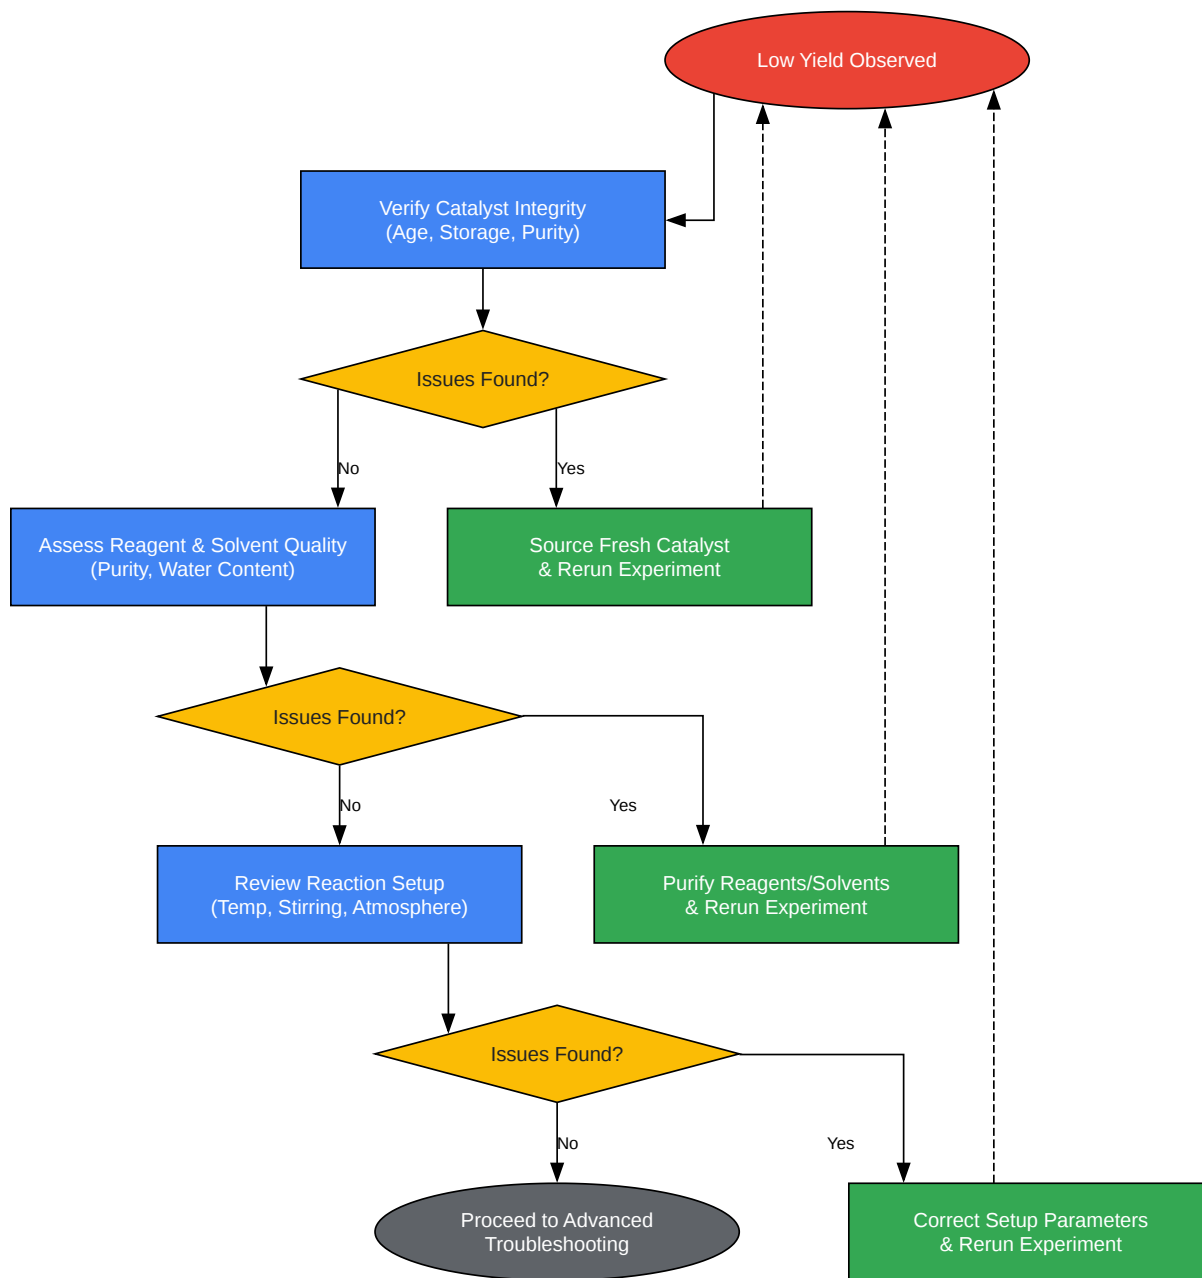 Low Yield Observed
Verify Catalyst Integrity
(Age, Storage, Purity)
Issues Found?
No
Yes
Assess Reagent & Solvent Quality
(Purity, Water Content)
Source Fresh Catalyst
& Rerun Experiment
Issues Found?
No
Yes
Review Reaction Setup
(Temp, Stirring, Atmosphere)
Purify Reagents/Solvents
& Rerun Experiment
Issues Found?
No
Yes
Proceed to Advanced
Troubleshooting
Correct Setup Parameters
& Rerun Experiment